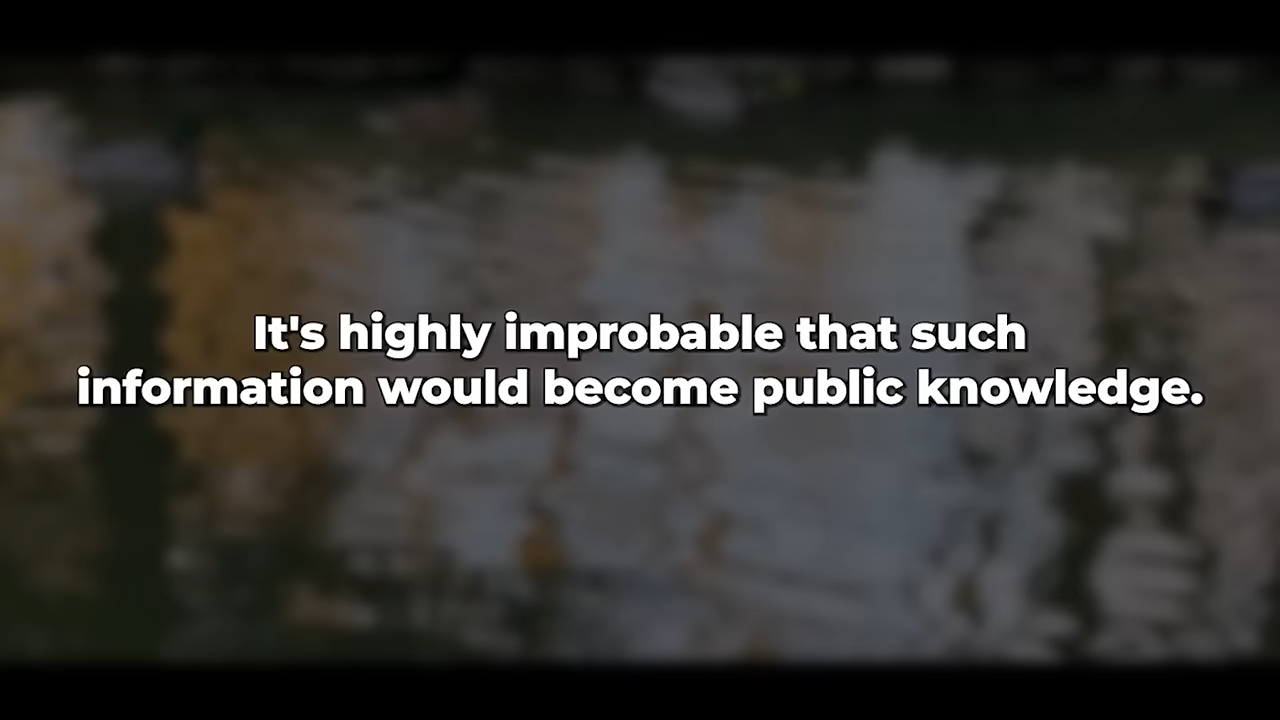 It's highly improbable that such
information would become public knowledge.